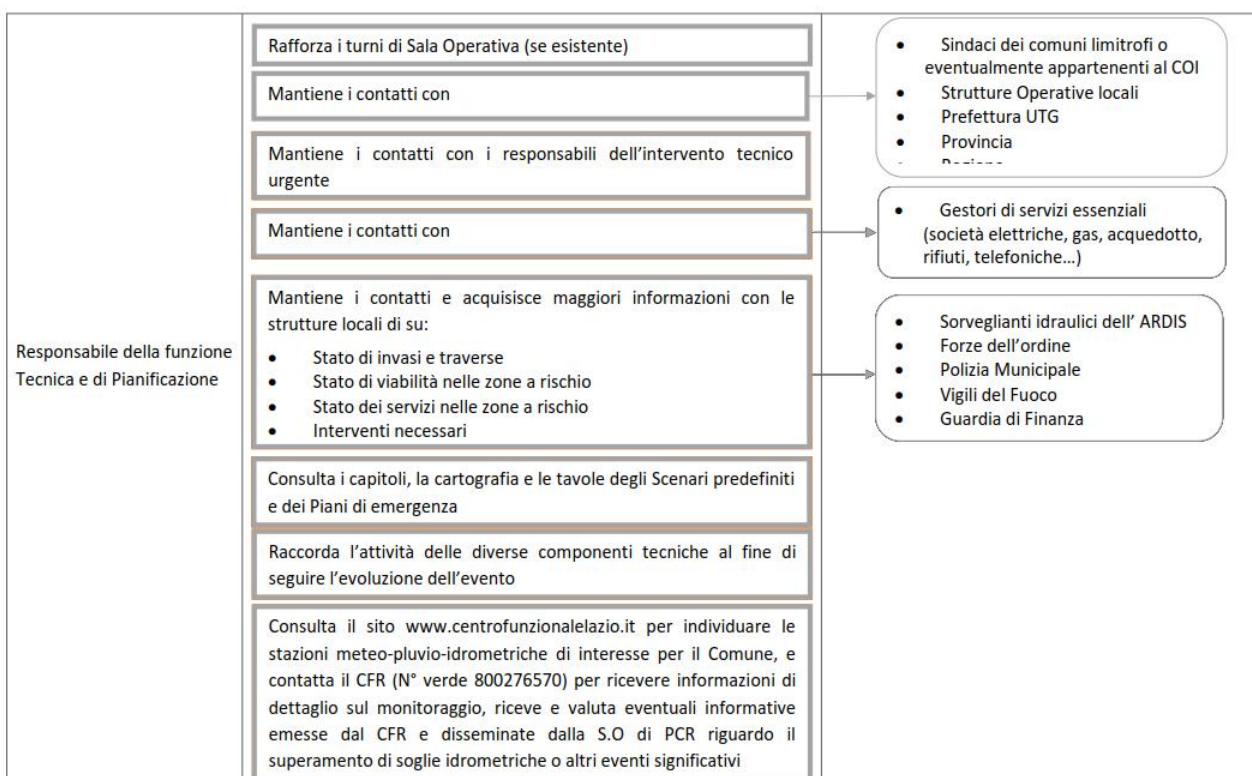 Responsabile della funzione
Tecnica e di Pianificazione
Rafforza i turni di Sala Operativa (se esistente)
Mantiene i contatti con
• Sindaci dei comuni limitrofi o
eventualmente appartenenti al COI
• Strutture Operative locali
• Prefettura UTG
• Provincia
Mantiene i contatti con i responsabili dell’intervento tecnico
urgente
Mantiene i contatti con
• Gestori di servizi essenziali
(società elettriche, gas, acquedotto,
rifiuti, telefoniche…)
Mantiene i contatti e acquisisce maggiori informazioni con le
strutture locali di su:
• Stato di invasi e traverse
• Stato di viabilità nelle zone a rischio
• Stato dei servizi nelle zone a rischio
• Interventi necessari
• Sorveglianti idraulici dell’ ARDIS
• Forze dell’ordine
• Polizia Municipale
• Vigili del Fuoco
• Guardia di Finanza
Consulta i capitoli, la cartografia e le tavole degli Scenari predefiniti
e dei Piani di emergenza
Raccorda l’attività delle diverse componenti tecniche al fine di
seguire l’evoluzione dell’evento
Consulta il sito www.centrofunzionalelazio.it per individuare le
stazioni meteo-pluvio-idrometriche di interesse per il Comune, e
contatta il CFR (N° verde 800276570) per ricevere informazioni di
dettaglio sul monitoraggio, riceve e valuta eventuali informative
emesse dal CFR e disseminate dalla S.O di PCR riguardo il
superamento di soglie idrometriche o altri eventi significativi